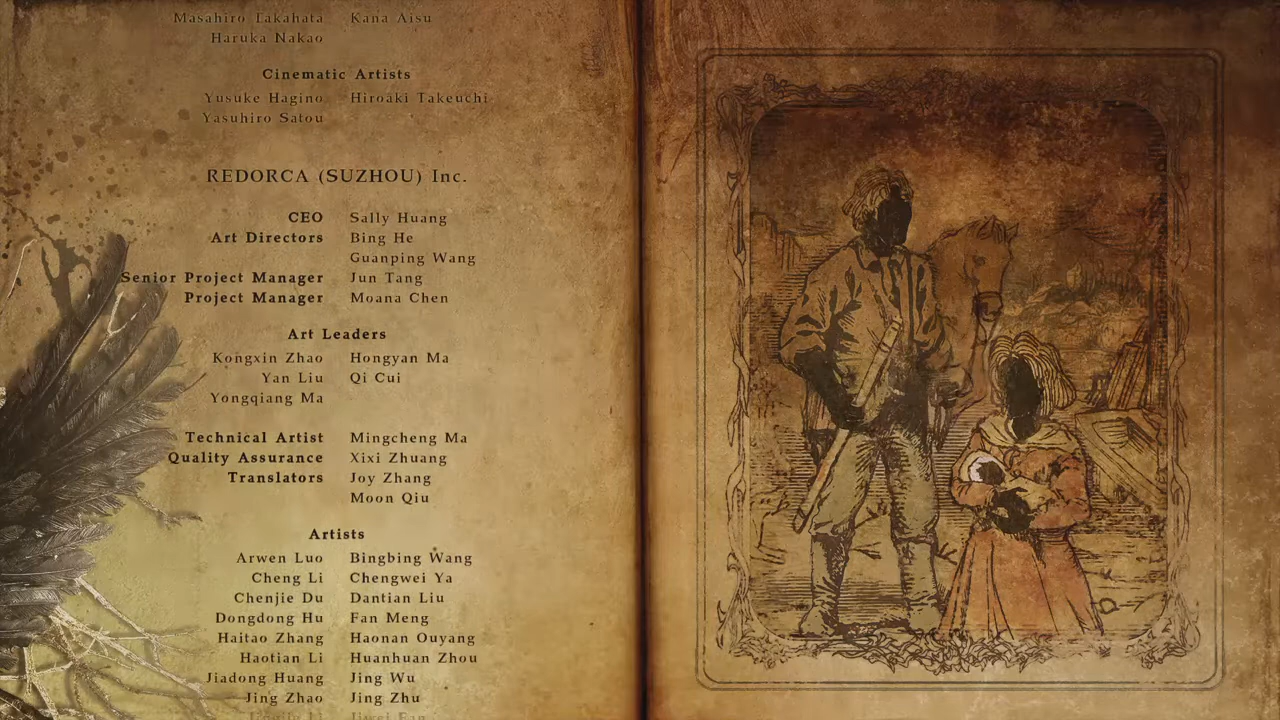 Masahiro Takahata Kana Aisu
Haruka Nakao
Cinematic Artists
Yusuke Hagino Hiroaki Takeuchi
Yasuhiro Satou
REDORCA (SUZHOU) Inc.
CEO Sally Huang
Art Directors Bing He
Guanping Wang
Senior Project Manager Jun Tang
Project Manager Moana Chen
Art Leaders
Kongxin Zhao Hongyan Ma
Yan Liu Qi Cui
Yongqiang Ma
Technical Artist Mingcheng Ma
Quality Assurance Xixi Zhuang
Translators Joy Zhang
Moon Qiu
Artists
Arwen Luo Bingbing Wang
Cheng Li Chengwei Ya
Chenjie Du Dantian Liu
Dongdong Hu Fan Meng
Haitao Zhang Haonan Ouyang
Haotian Li Huanhuan Zhou
Jiadong Huang Jing Wu
Jing Zhao Jing Zhu